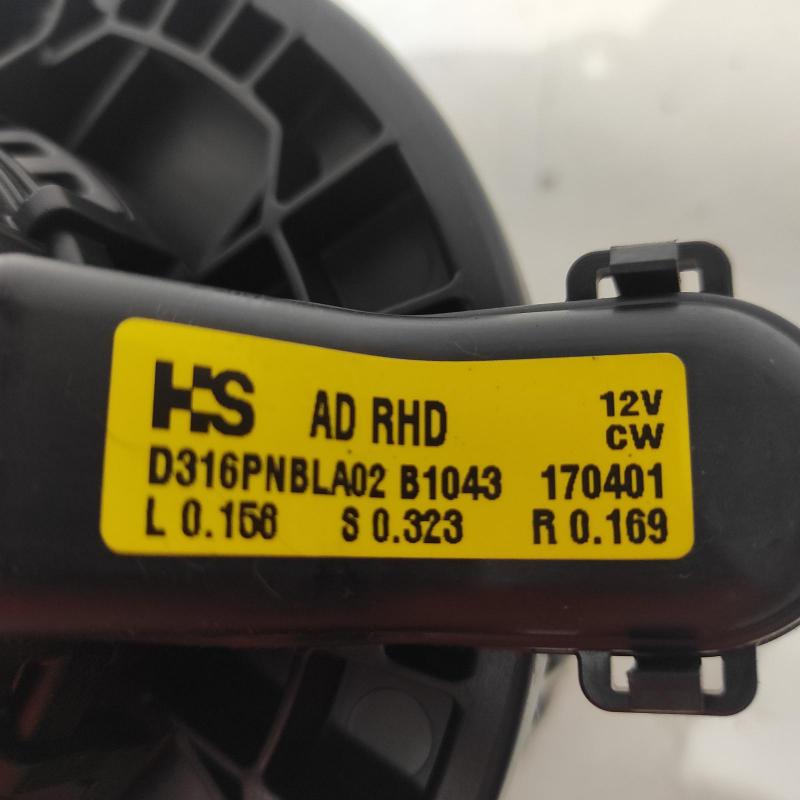 HS AD RHD 12V
CW
D316PNBLA02 B1043 170401
L 0.156 S 0.323 R 0.169